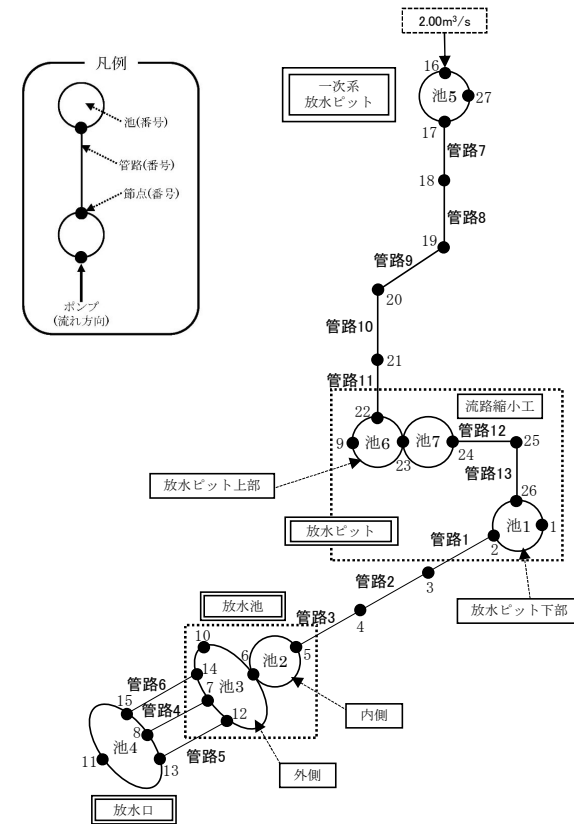 2.00m³/s
凡例
池(番号)
管路(番号)
節点(番号)
ポンプ
(流れ方向)
16
一次系
放水ピット
池5
27
17
管路7
18
管路8
19
管路9
20
管路10
21
管路11
流路縮小工
22
9
池6
池7
管路12
25
23
24
管路13
放水ピット上部
26
放水ピット
池1
1
管路1
2
管路2
3
放水池
管路3
4
放水ピット下部
10
6
池2
5
管路6
14
池3
15
管路4
7
内側
池4
8
12
11
管路5
13
外側
放水口